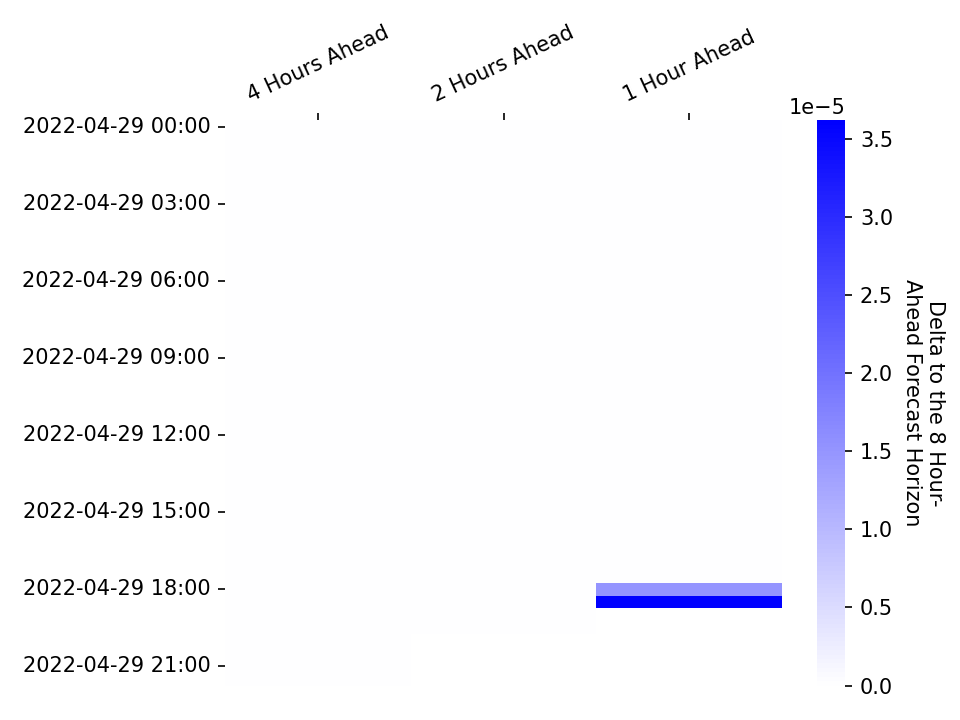 4 Hours Ahead
2 Hours Ahead
1 Hour Ahead
1e−5
2022-04-29 00:00
2022-04-29 03:00
2022-04-29 06:00
2022-04-29 09:00
2022-04-29 12:00
2022-04-29 15:00
2022-04-29 18:00
2022-04-29 21:00
3.5
3.0
2.5
2.0
1.5
1.0
0.5
0.0
Delta to the 8 Hour-
Ahead Forecast Horizon